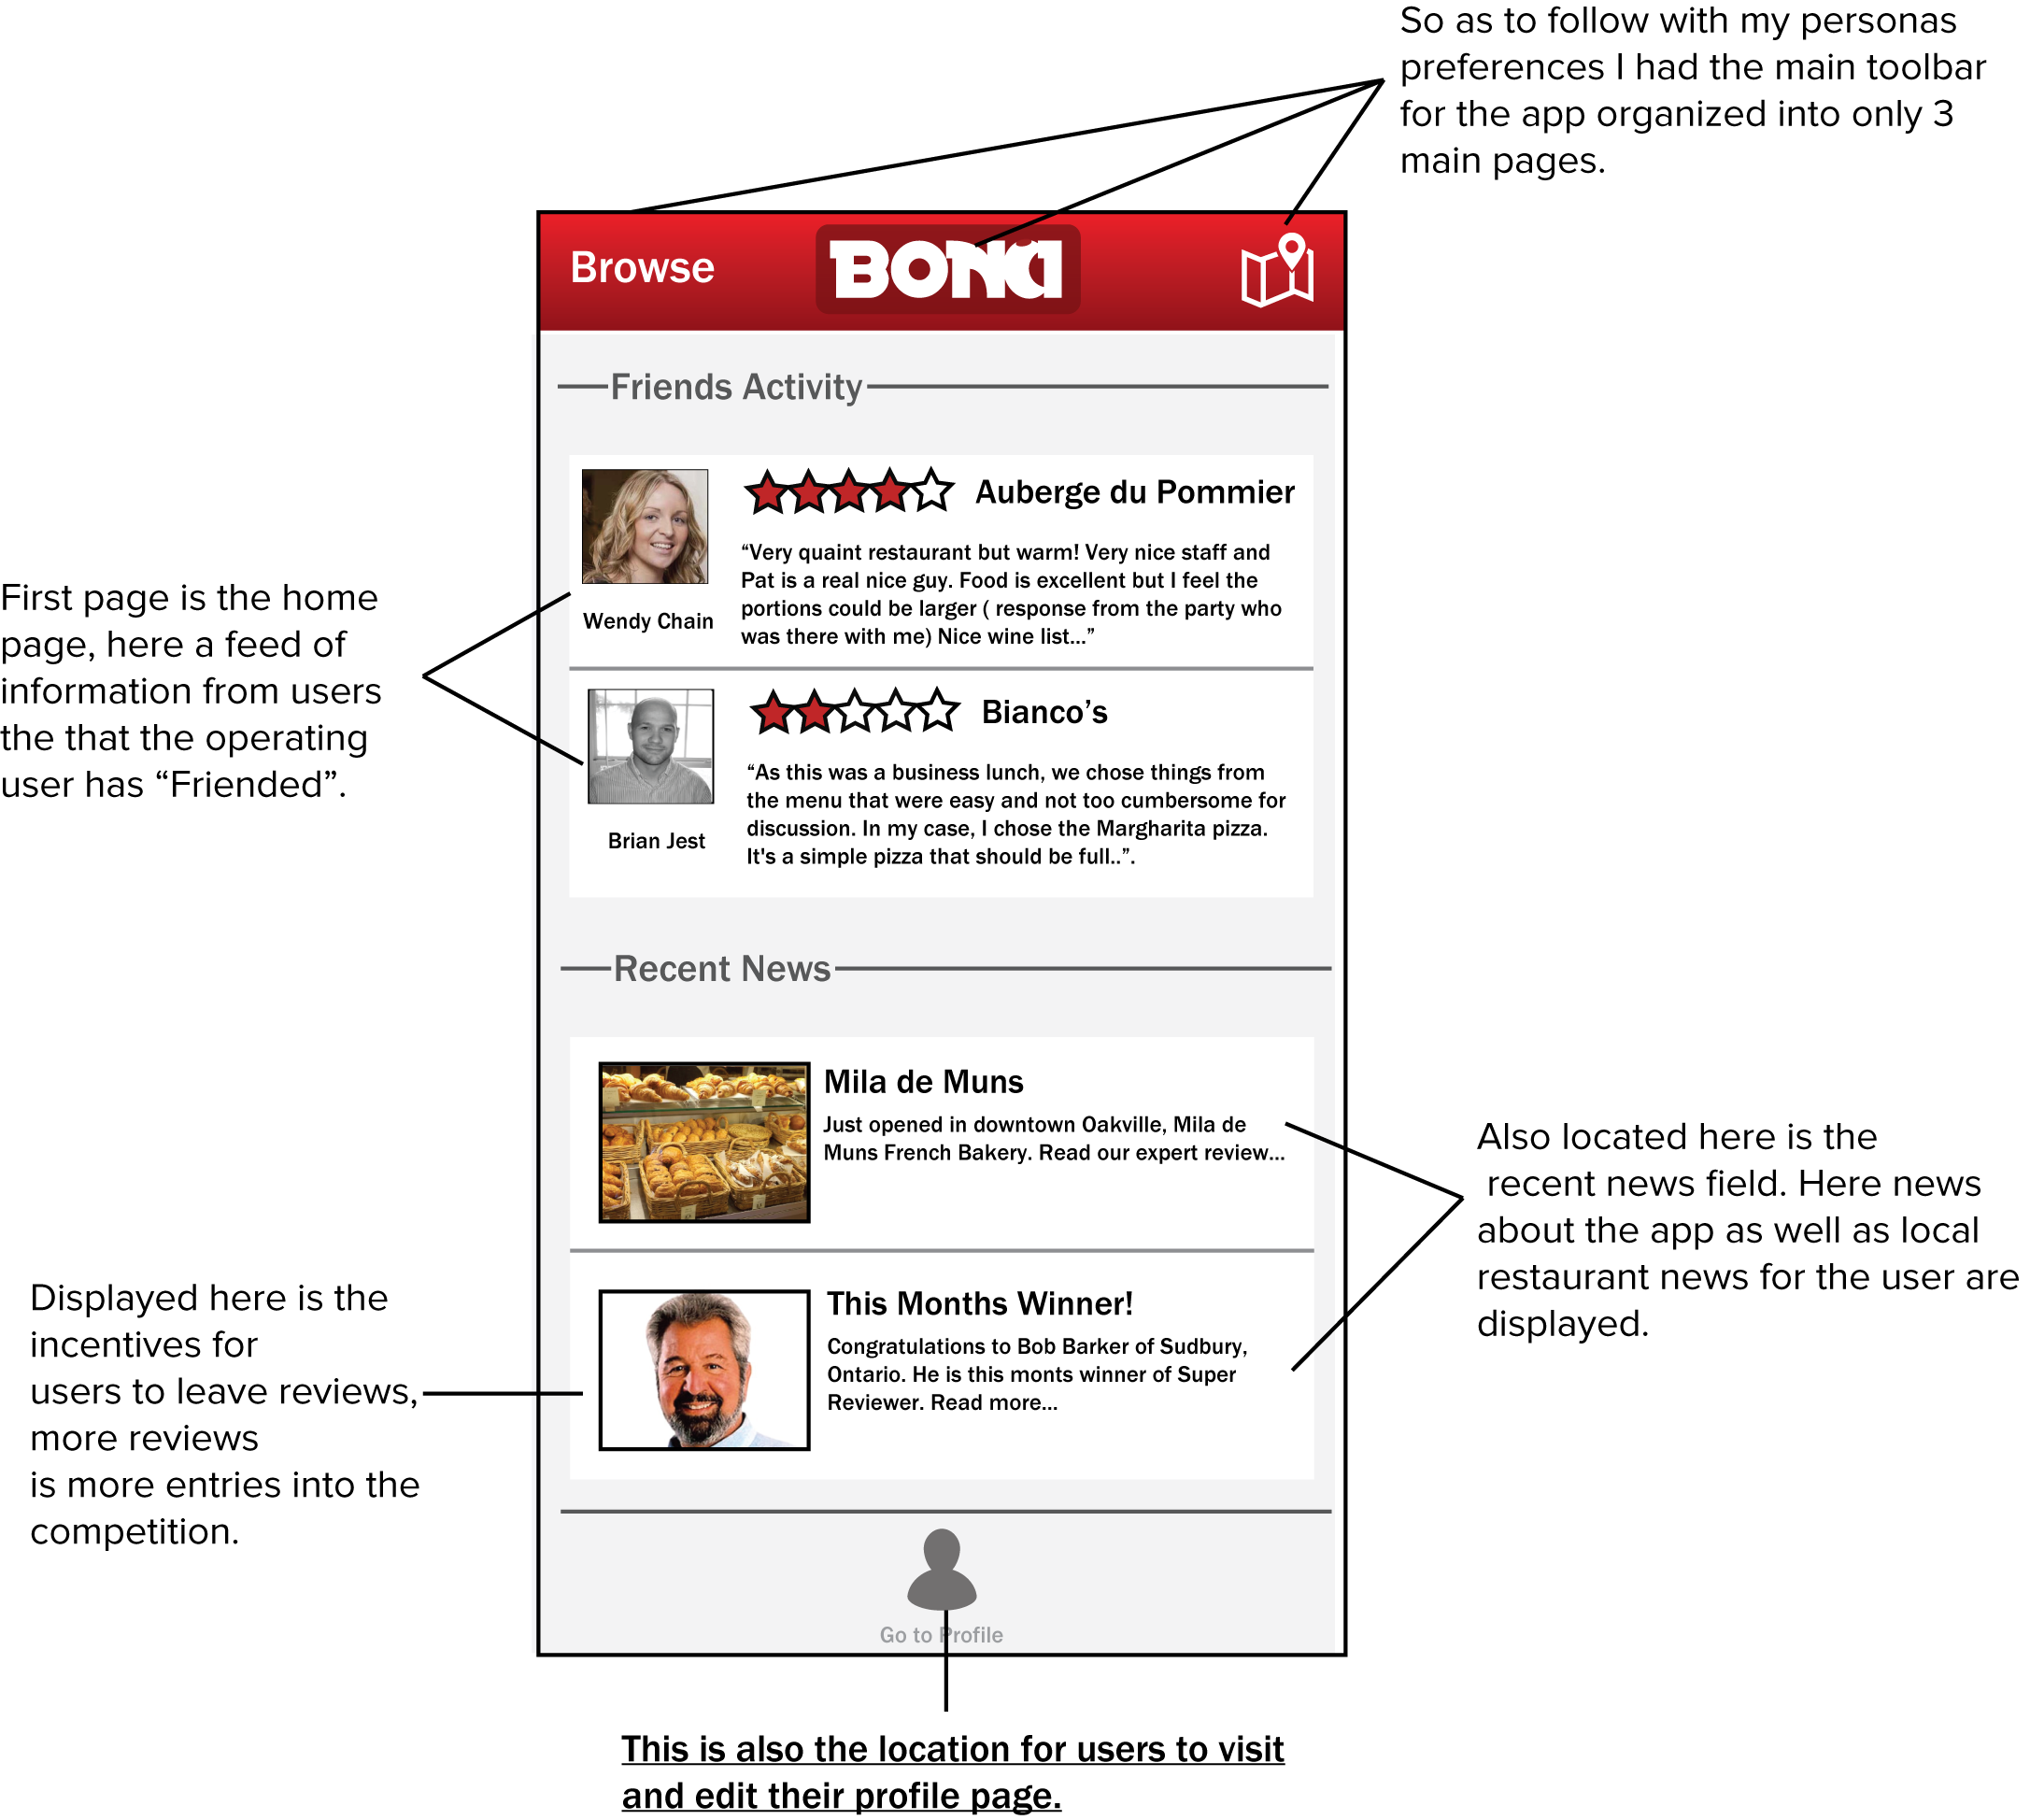 So as to follow with my personas
preferences I had the main toolbar
for the app organized into only 3
main pages.
Browse
BONA
Friends Activity
Auberge du Pommier
“Very quaint restaurant but warm! Very nice staff and
Pat is a real nice guy. Food is excellent but I feel the
portions could be larger ( response from the party who
was there with me) Nice wine list...”
Wendy Chain
First page is the home
page, here a feed of
information from users
the that the operating
user has “Friended”.
Bianco’s
“As this was a business lunch, we chose things from
the menu that were easy and not too cumbersome for
discussion. In my case, I chose the Margharita pizza.
It's a simple pizza that should be full..”.
Brian Jest
Recent News
Mila de Muns
Just opened in downtown Oakville, Mila de
Muns French Bakery. Read our expert review...
Also located here is the
recent news field. Here news
about the app as well as local
restaurant news for the user are
displayed.
Displayed here is the
incentives for
users to leave reviews,
more reviews
is more entries into the
competition.
This Months Winner!
Congratulations to Bob Barker of Sudbury,
Ontario. He is this monts winner of Super
Reviewer. Read more...
Go to Profile
This is also the location for users to visit
and edit their profile page.